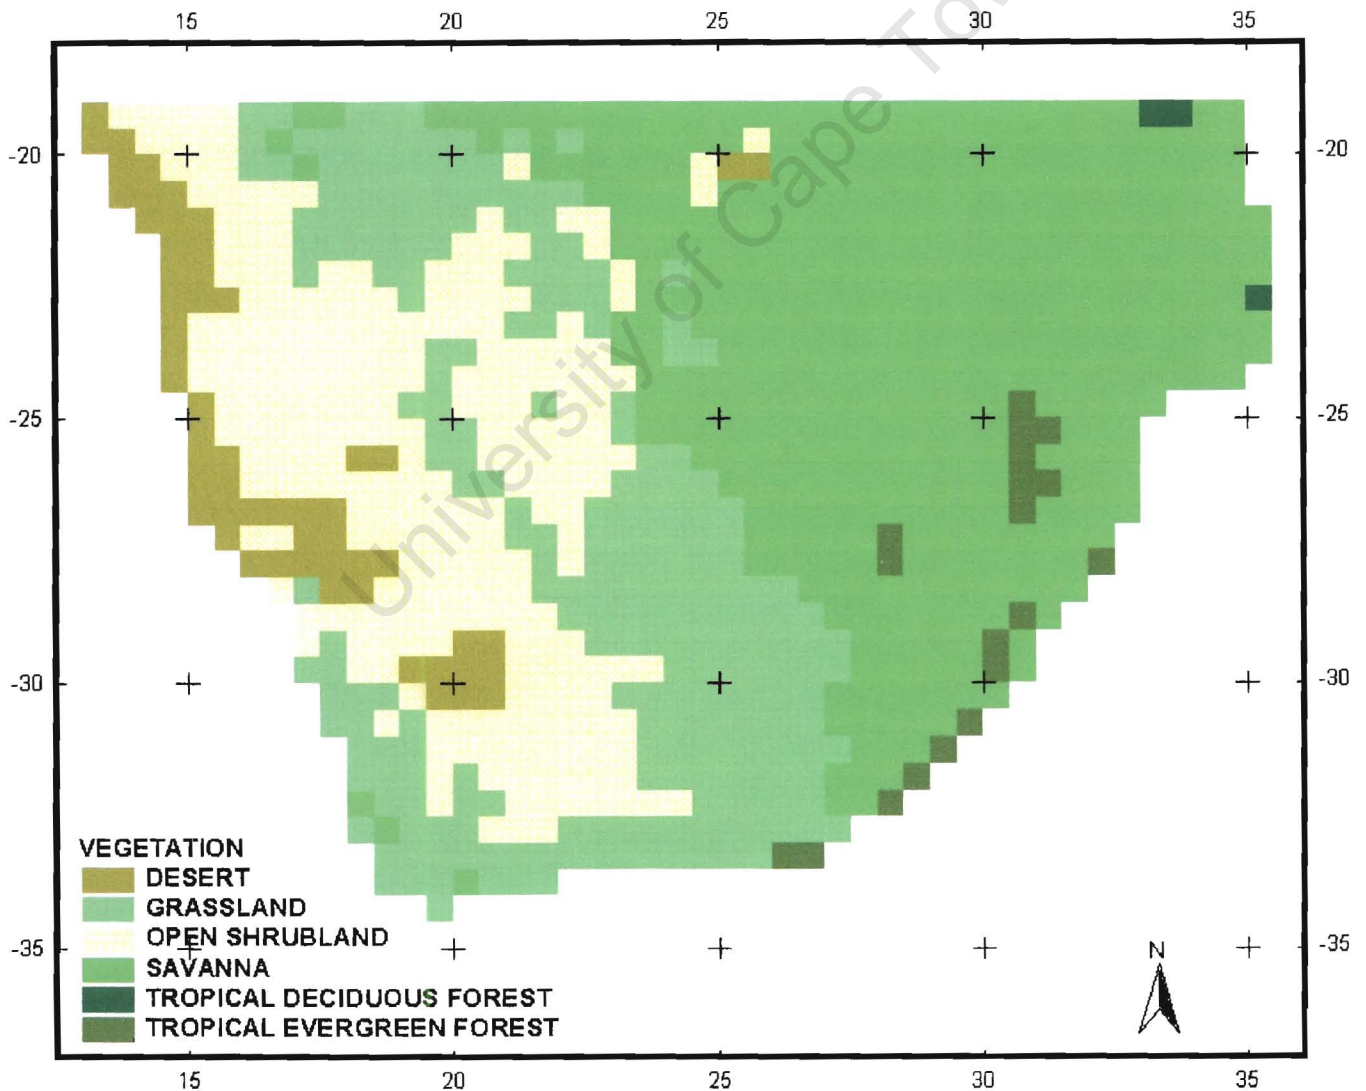 15 20 25 30 35
-20 -20
-25 -25
-30 -30
-35 -35
University of Cape Tow
VEGETATION
DESERT
GRASSLAND
OPEN SHRUBLAND
SAVANNA
TROPICAL DECIDUOUS FOREST
TROPICAL EVERGREEN FOREST
N
15 20 25 30 35